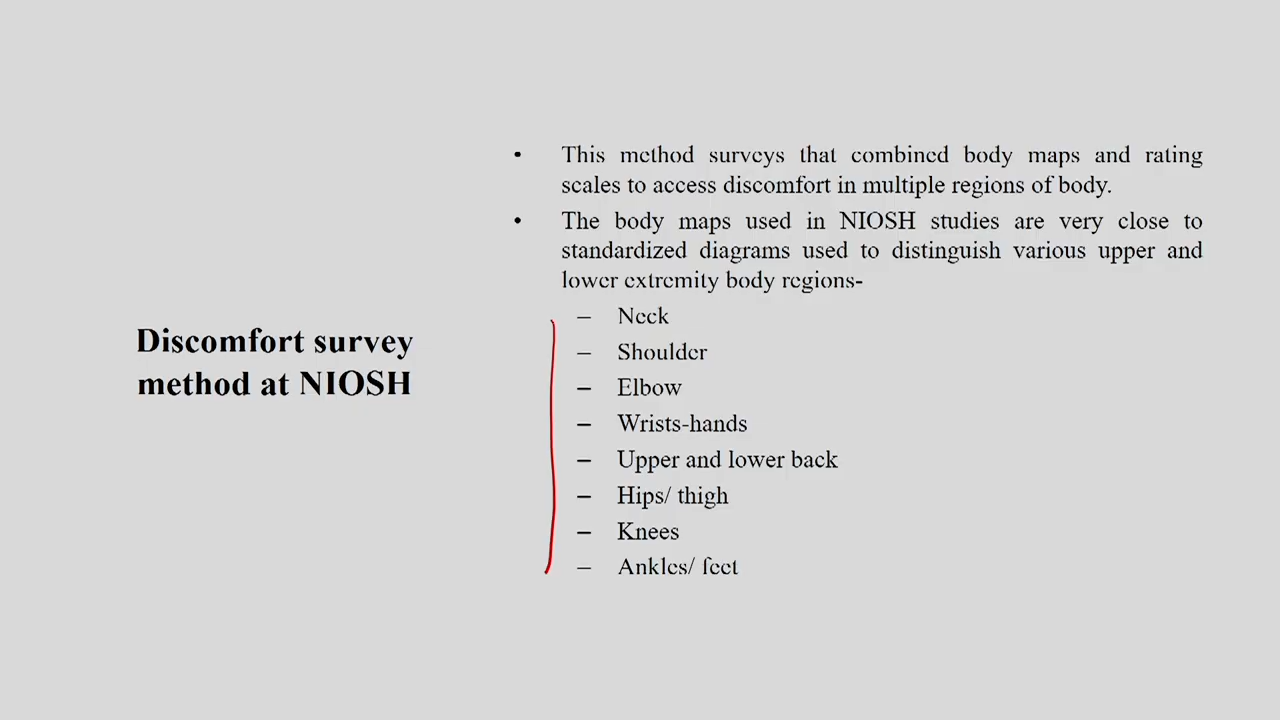 Discomfort survey
method at NIOSH
• This method surveys that combined body maps and rating
scales to access discomfort in multiple regions of body.
• The body maps used in NIOSH studies are very close to
standardized diagrams used to distinguish various upper and
lower extremity body regions-
– Neck
– Shoulder
– Elbow
– Wrists-hands
– Upper and lower back
– Hips/ thigh
– Knees
– Ankles/ feet